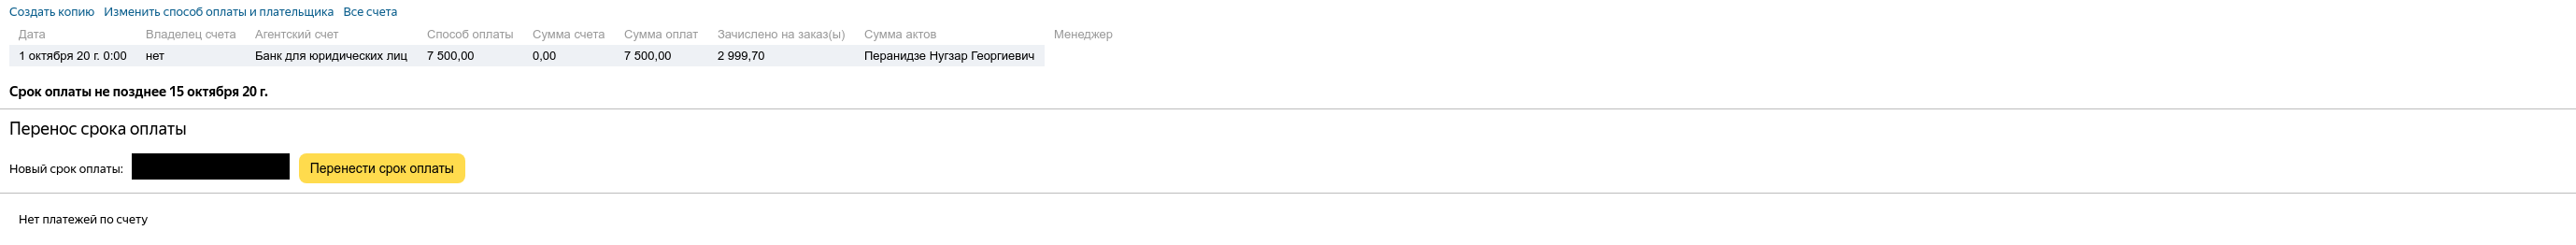 Создать копию Изменить способ оплаты и плательщика Все счета
Дата Владелец счета Агентский счет Способ оплаты Сумма счета Сумма оплат Зачислено на заказ(ы) Сумма актов Менеджер
1 октября 20 г. 0:00 нет Банк для юридических лиц 7 500,00 0,00 7 500,00 2 999,70 Перанидзе Нугзар Георгиевич
Срок оплаты не позднее 15 октября 20 г.
Перенос срока оплаты
Новый срок оплаты: Перенести срок оплаты
Нет платежей по счету